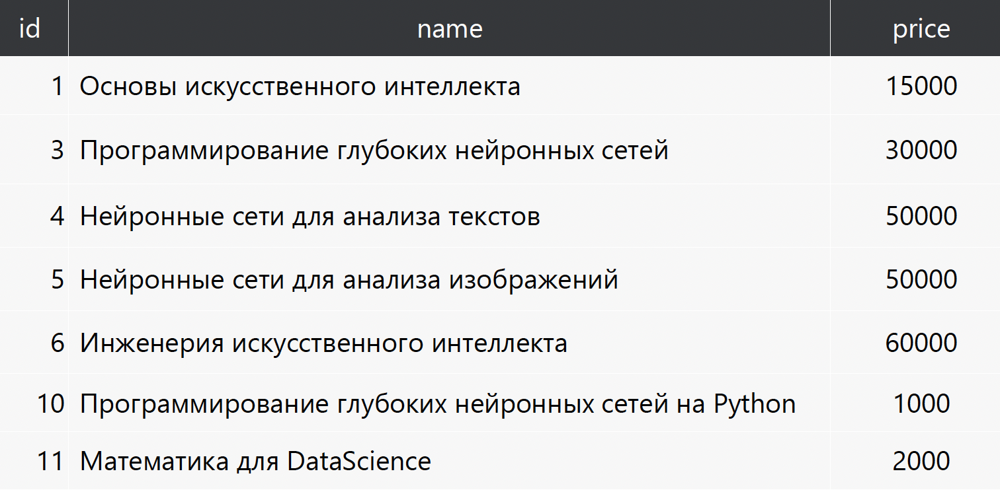 id name price
1 Основы искусственного интеллекта 15000
3 Программирование глубоких нейронных сетей 30000
4 Нейронные сети для анализа текстов 50000
5 Нейронные сети для анализа изображений 50000
6 Инженерия искусственного интеллекта 60000
10 Программирование глубоких нейронных сетей на Python 1000
11 Математика для DataScience 2000